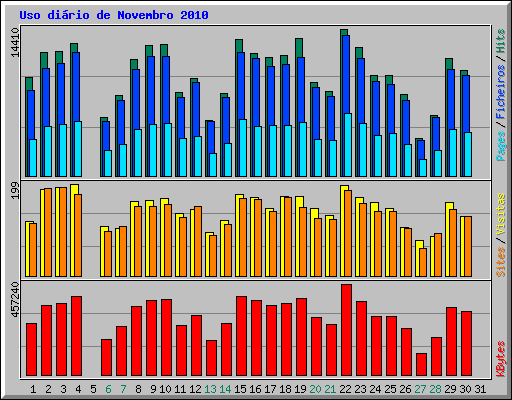 Uso diário de Novembro 2010
14410
Pages / Ficheiros / Hits
199
Sites / Visitas
457240
KBytes
1 2 3 4 5 6 7 8 9 10 11 12 13 14 15 16 17 18 19 20 21 22 23 24 25 26 27 28 29 30 31